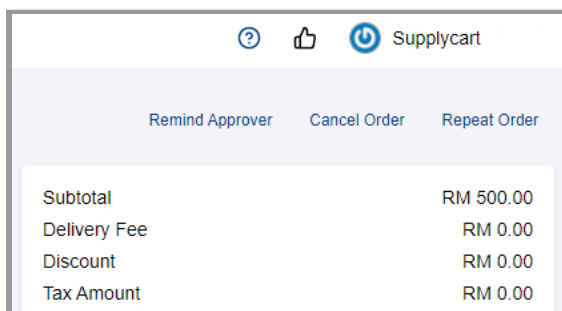 Supplycart
Remind Approver Cancel Order Repeat Order
Subtotal RM 500.00
Delivery Fee RM 0.00
Discount RM 0.00
Tax Amount RM 0.00